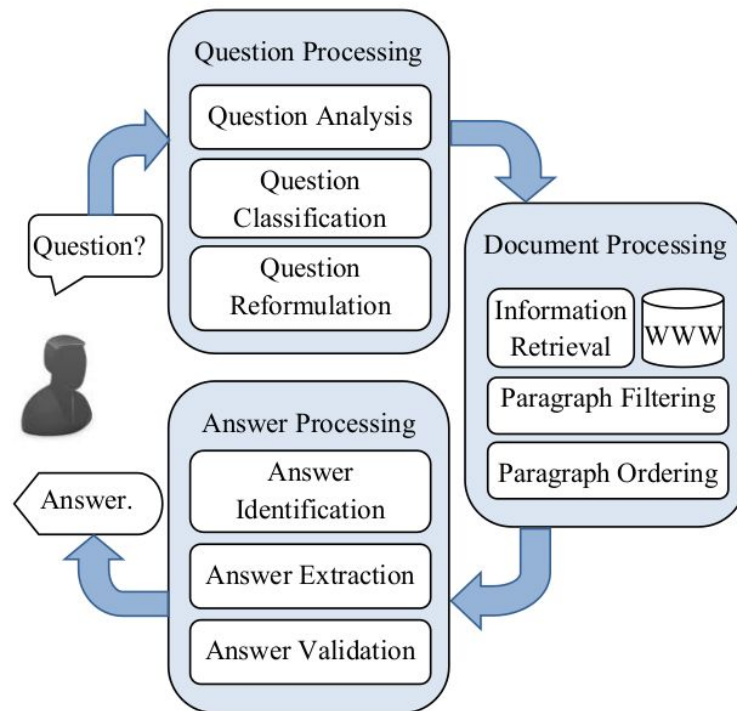 Question Processing
Question Analysis
Question
Classification
Question
Reformulation
Question?
Document Processing
Information
Retrieval
WWW
Paragraph Filtering
Paragraph Ordering
Answer Processing
Answer
Identification
Answer Extraction
Answer Validation
Answer.